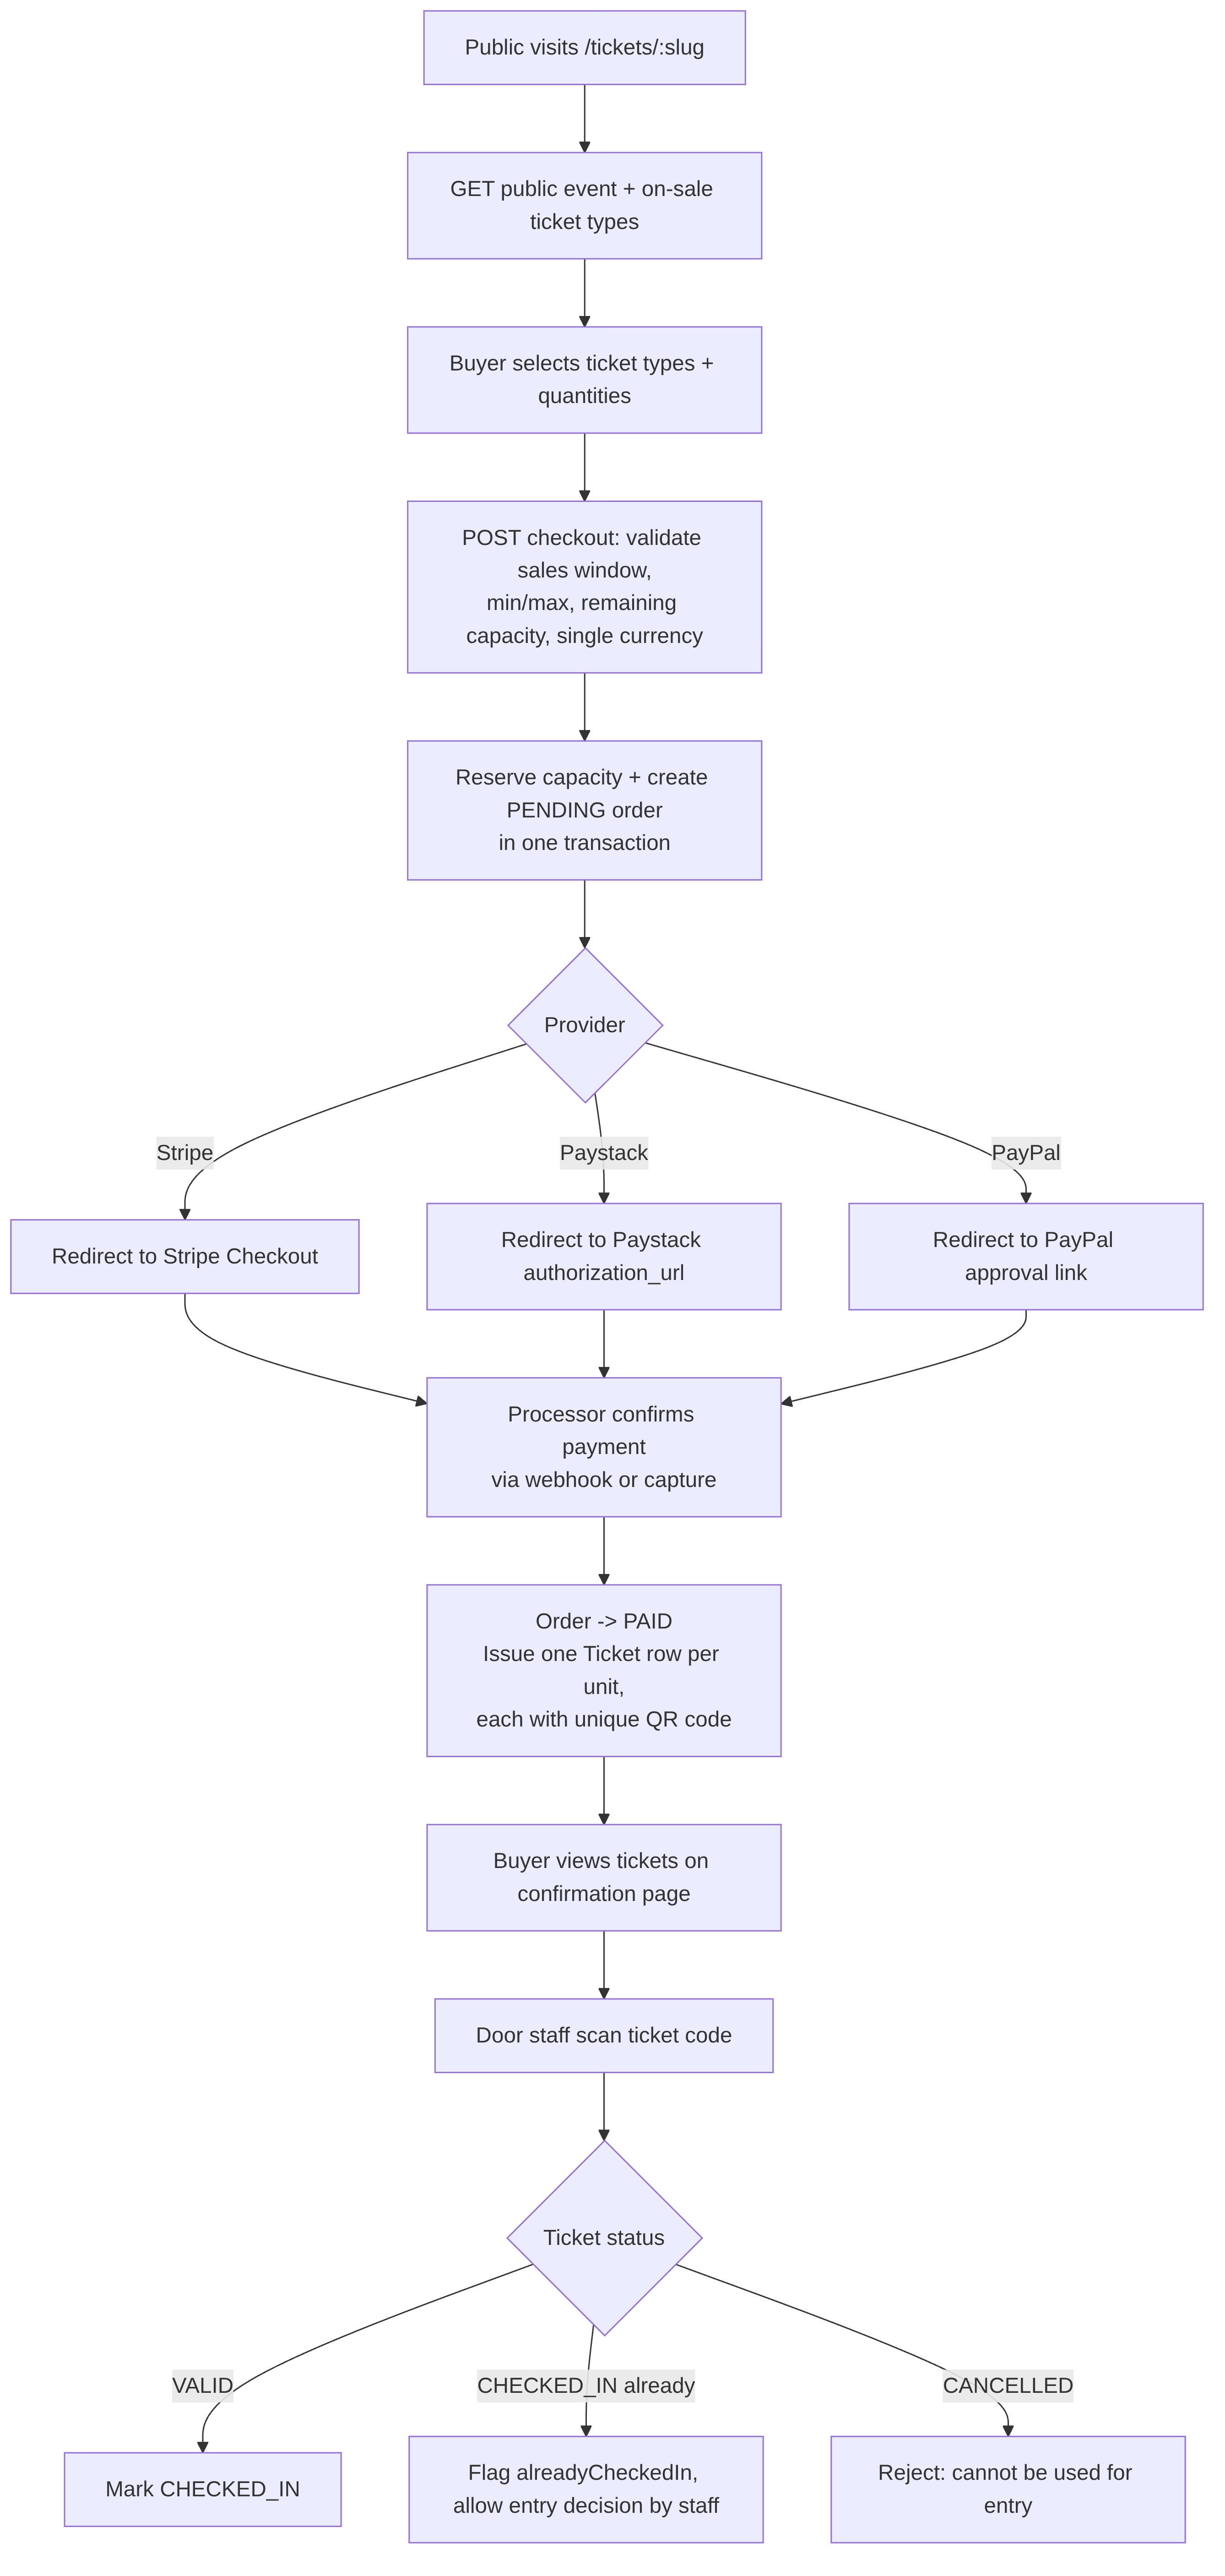 Public visits /tickets/:slug
GET public event + on-sale
ticket types
Buyer selects ticket types +
quantities
POST checkout: validate
sales window,
min/max, remaining
capacity, single currency
Reserve capacity + create
PENDING order
in one transaction
Provider
Stripe
Paystack
PayPal
Redirect to Stripe Checkout
Redirect to Paystack
authorization_url
Redirect to PayPal
approval link
Processor confirms
payment
via webhook or capture
Order -> PAID
Issue one Ticket row per
unit,
each with unique QR code
Buyer views tickets on
confirmation page
Door staff scan ticket code
Ticket status
VALID
CHECKED_IN already
CANCELLED
Mark CHECKED_IN
Flag alreadyCheckedIn,
allow entry decision by staff
Reject: cannot be used for
entry